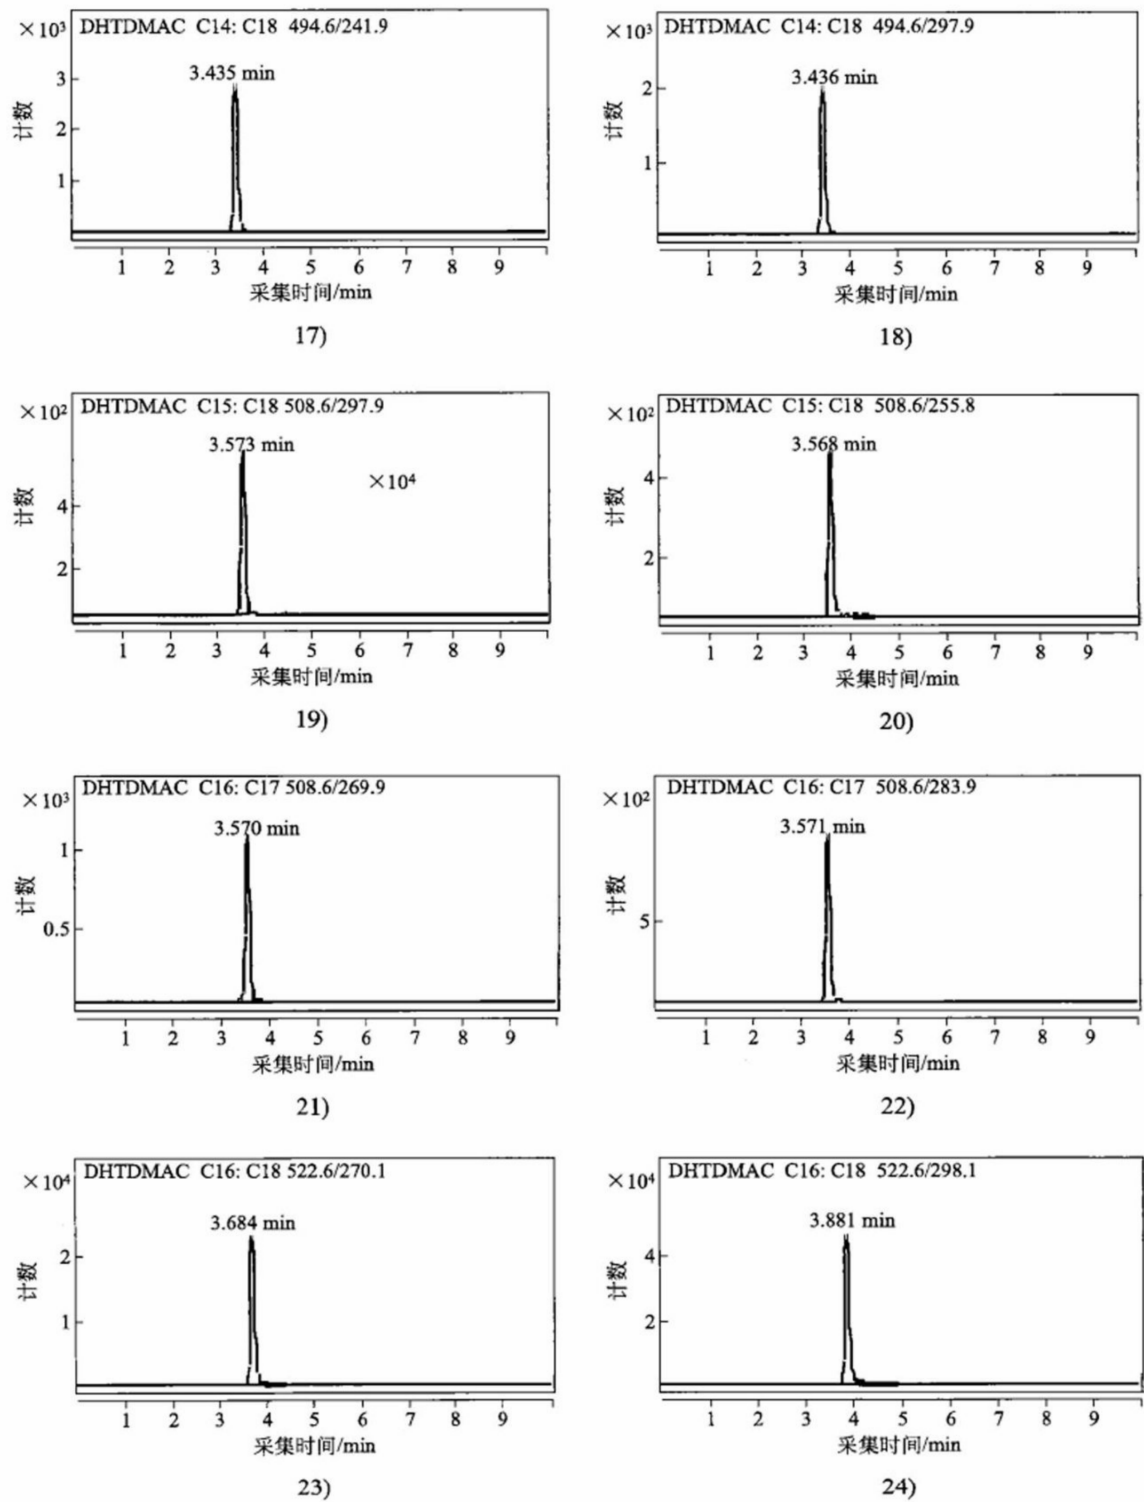 DHTDMAC C14: C18 494.6/241.9
×10³
3.435 min
3
2
1
计数
1 2 3 4 5 6 7 8 9
采集时间/min
17)
DHTDMAC C14: C18 494.6/297.9
×10³
3.436 min
2
1
计数
1 2 3 4 5 6 7 8 9
采集时间/min
18)
DHTDMAC C15: C18 508.6/297.9
×10²
3.573 min
×10⁴
4
2
计数
1 2 3 4 5 6 7 8 9
采集时间/min
19)
DHTDMAC C15: C18 508.6/255.8
×10²
3.568 min
4
2
计数
1 2 3 4 5 6 7 8 9
采集时间/min
20)
DHTDMAC C16: C17 508.6/269.9
×10³
3.570 min
1
0.5
计数
1 2 3 4 5 6 7 8 9
采集时间/min
21)
DHTDMAC C16: C17 508.6/283.9
×10²
3.571 min
5
计数
1 2 3 4 5 6 7 8 9
采集时间/min
22)
DHTDMAC C16: C18 522.6/270.1
×10⁴
3.684 min
2
1
计数
1 2 3 4 5 6 7 8 9
采集时间/min
23)
DHTDMAC C16: C18 522.6/298.1
×10⁴
3.881 min
4
2
计数
1 2 3 4 5 6 7 8 9
采集时间/min
24)